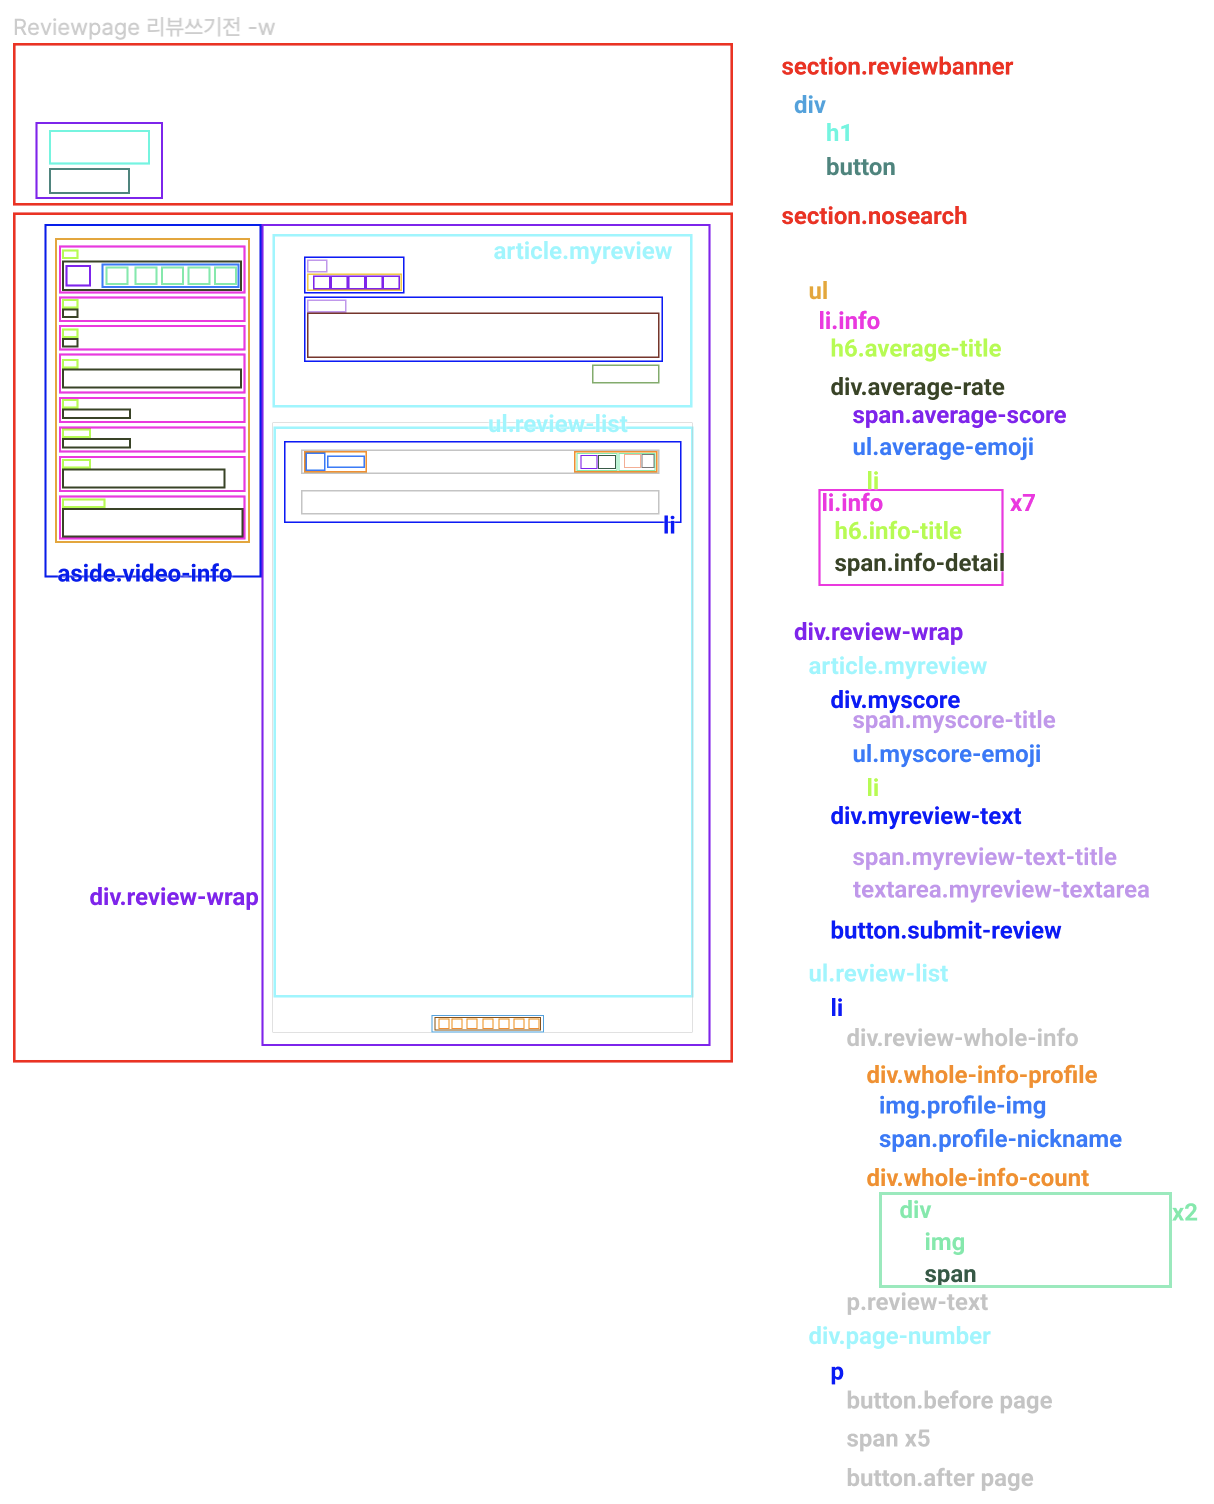 Reviewpage 리뷰쓰기전 -w
article.myreview
ul.review-list
li
aside.video-info
div.review-wrap
section.reviewbanner
div
h1
button
section.nosearch
ul
li.info
h6.average-title
div.average-rate
span.average-score
ul.average-emoji
li
li.info
x7
h6.info-title
span.info-detail
div.review-wrap
article.myreview
div.myscore
span.myscore-title
ul.myscore-emoji
li
div.myreview-text
span.myreview-text-title
textarea.myreview-textarea
button.submit-review
ul.review-list
li
div.review-whole-info
div.whole-info-profile
img.profile-img
span.profile-nickname
div.whole-info-count
div
x2
img
span
p.review-text
div.page-number
p
button.before page
span x5
button.after page